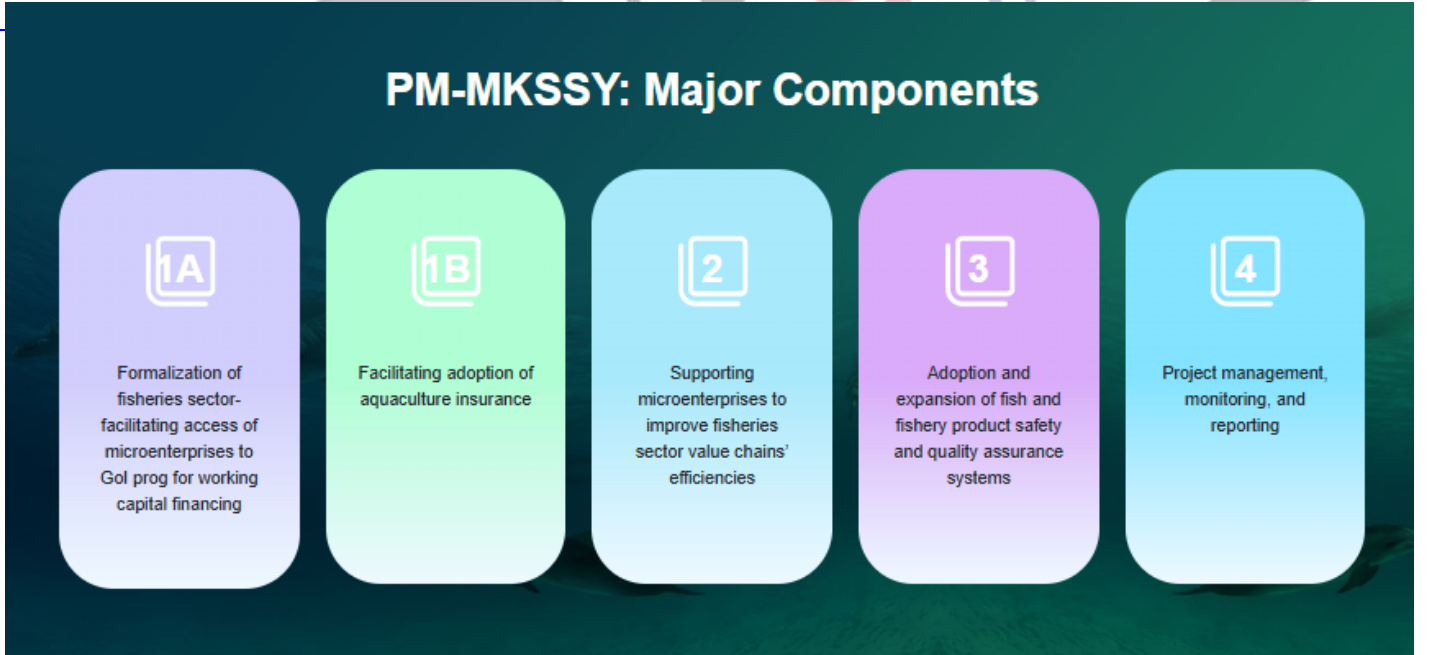 PM-MKSSY: Major Components
1A
Formalization of
fisheries sector-
facilitating access of
microenterprises to
GoI prog for working
capital financing
1B
Facilitating adoption of
aquaculture insurance
2
Supporting
microenterprises to
improve fisheries
sector value chains’
efficiencies
3
Adoption and
expansion of fish and
fishery product safety
and quality assurance
systems
4
Project management,
monitoring, and
reporting